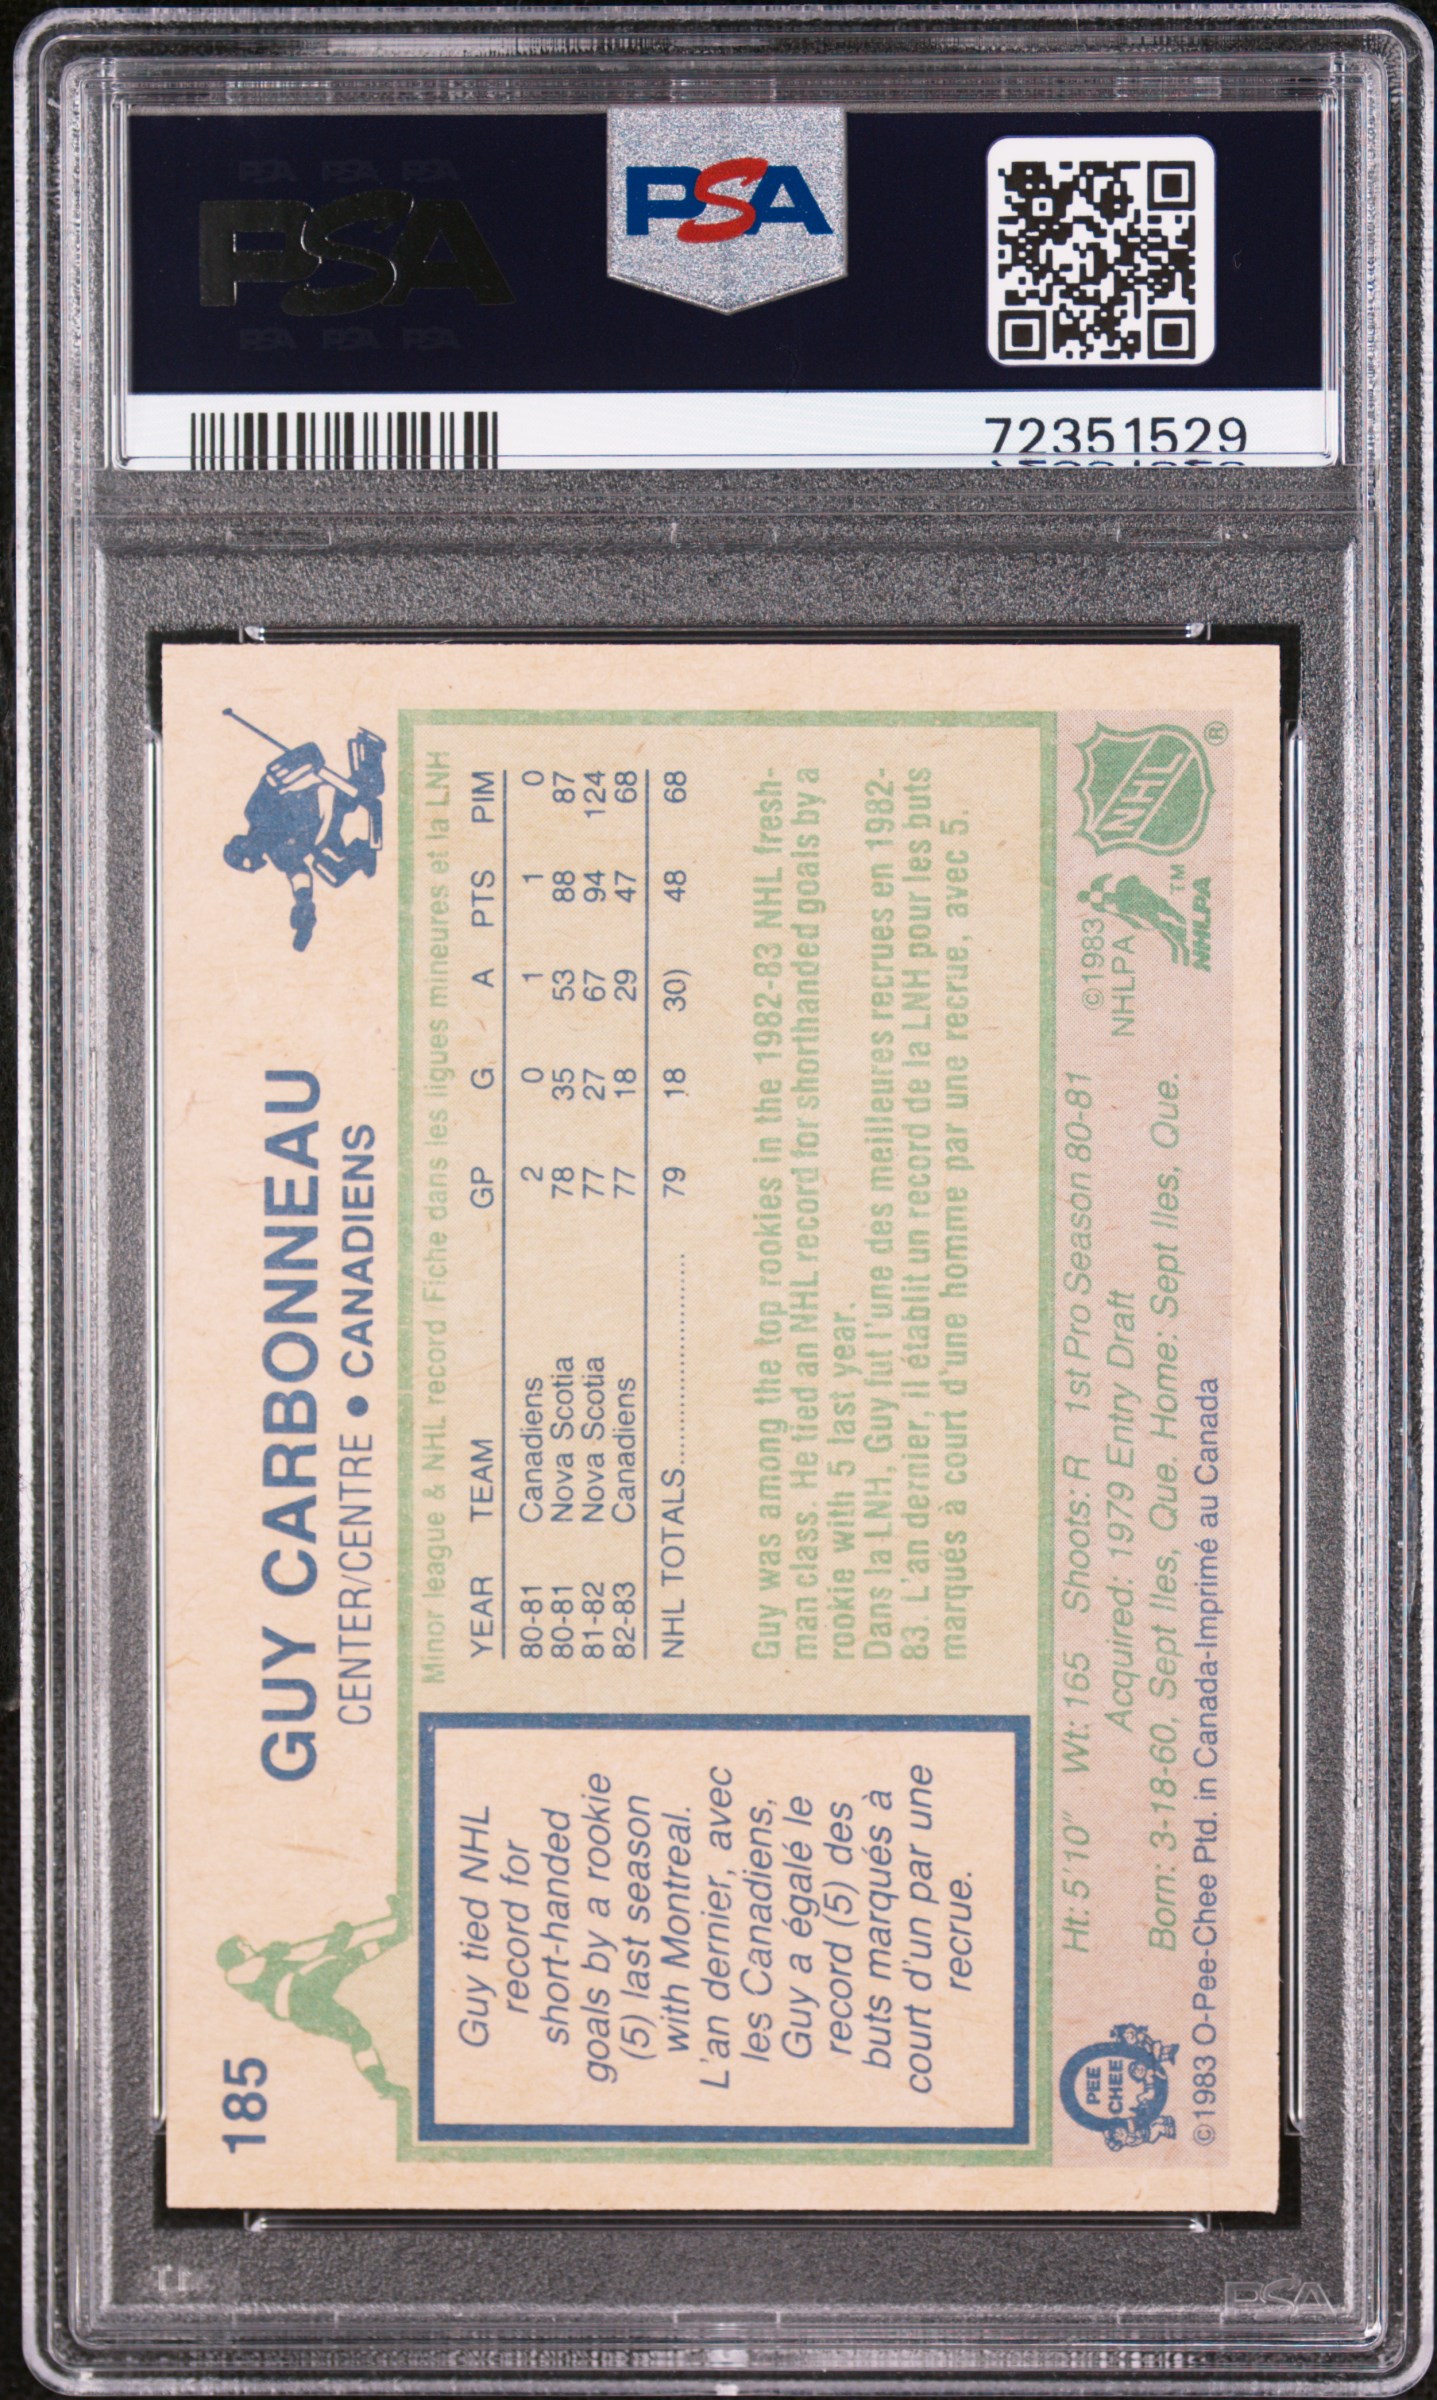 PSA PSA PSA
PSA
PSA PSA PSA
PSA
72351529
185
GUY CARBONNEAU
CENTER/CENTRE • CANADIENS
Guy tied NHL
record for
short-handed
goals by a rookie
(5) last season
with Montreal.
L'an dernier, avec
les Canadiens,
Guy a égalé le
record (5) des
buts marqués à
court d'un par une
recrue.
Minor league & NHL record / Fiche dans les ligues mineures et la LNH
YEAR TEAM GP G A PTS PIM
80-81 Canadiens 2 0 1 1 0
80-81 Nova Scotia 78 35 53 88 87
81-82 Nova Scotia 77 27 67 94 124
82-83 Canadiens 77 18 29 47 68
NHL TOTALS........................ 79 18 30) 48 68
Guy was among the top rookies in the 1982-83 NHL fresh-
man class. He tied an NHL record for shorthanded goals by a
rookie with 5 last year.
Dans la LNH, Guy fut l'une des meilleures recrues en 1982-
83. L'an dernier, il établit un record de la LNH pour les buts
marqués à court d'une homme par une recrue, avec 5.
Ht: 5'10" Wt: 165 Shoots: R 1st Pro Season 80-81
Acquired: 1979 Entry Draft
Born: 3-18-60, Sept Iles, Que. Home: Sept Iles, Que.
©1983 O-Pee-Chee Ptd. in Canada-Imprimé au Canada
PEE
CHEE
©1983
NHLPA
NHLPA
TM
NHL
®
PSA